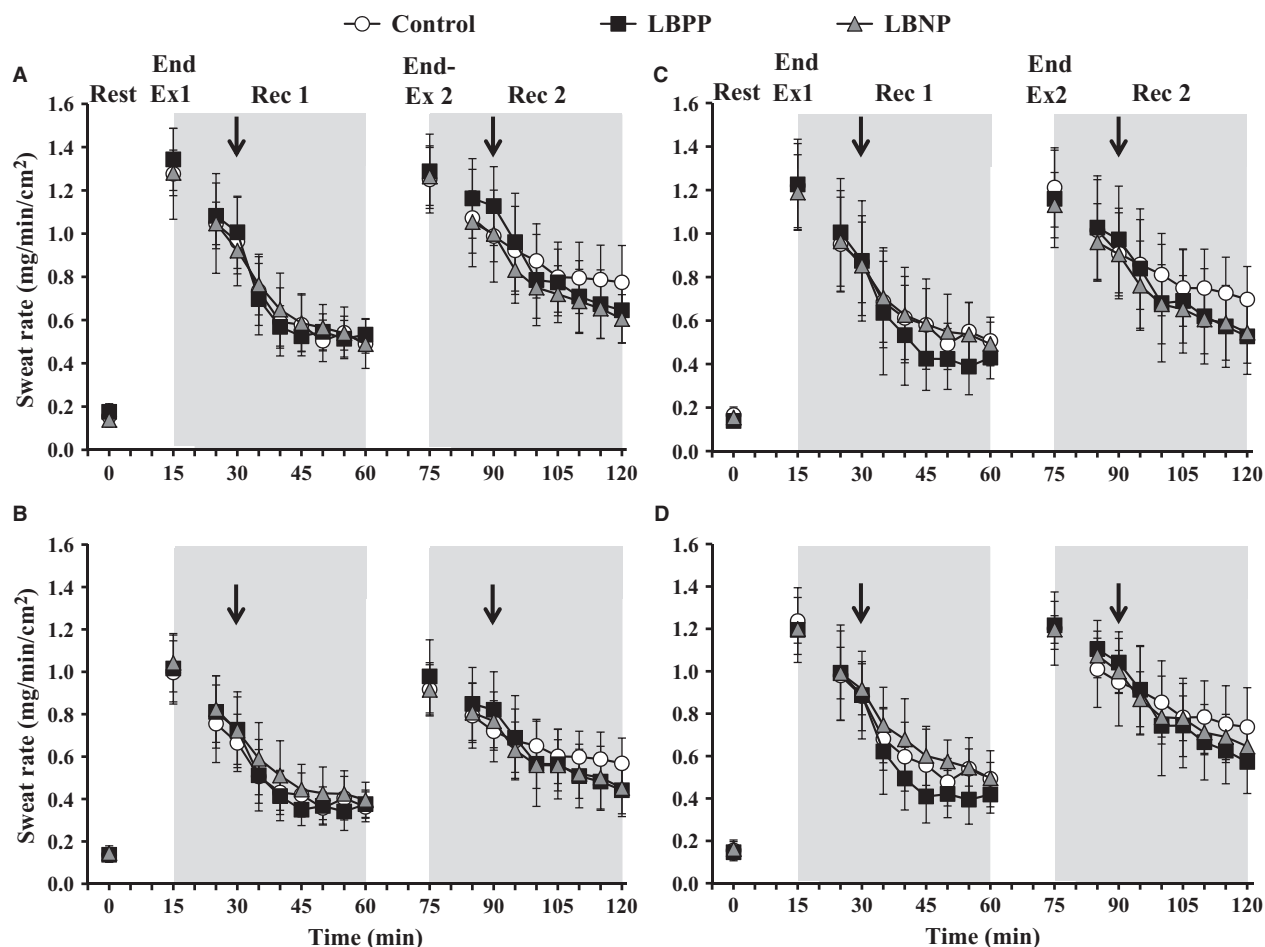 Control LBPP LBNP
A
Rest End Ex1 Rec 1 End-Ex 2 Rec 2
Sweat rate (mg/min/cm²)
1.6
1.4
1.2
1.0
0.8
0.6
0.4
0.2
0.0
0 15 30 45 60 75 90 105 120
C
Rest End Ex1 Rec 1 End Ex2 Rec 2
1.6
1.4
1.2
1.0
0.8
0.6
0.4
0.2
0.0
0 15 30 45 60 75 90 105 120
B
Sweat rate (mg/min/cm²)
1.6
1.4
1.2
1.0
0.8
0.6
0.4
0.2
0.0
0 15 30 45 60 75 90 105 120
Time (min)
D
1.6
1.4
1.2
1.0
0.8
0.6
0.4
0.2
0.0
0 15 30 45 60 75 90 105 120
Time (min)